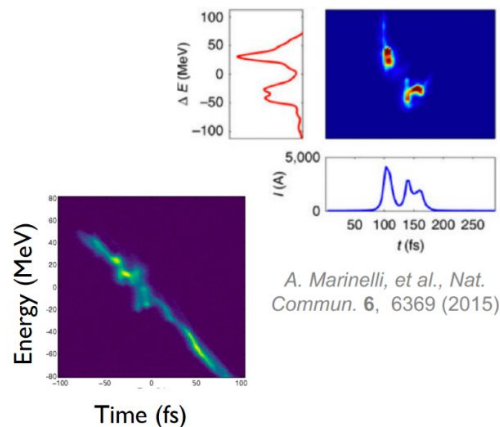 100
50
0
−50
−100
Δ E (MeV)
5,000
0
I (A)
50 100 150 200 250
t (fs)
A. Marinelli, et al., Nat.
Commun. 6, 6369 (2015)
80
60
40
20
0
-20
-40
-60
-80
Energy (MeV)
-100 -50 0 50 100
Time (fs)